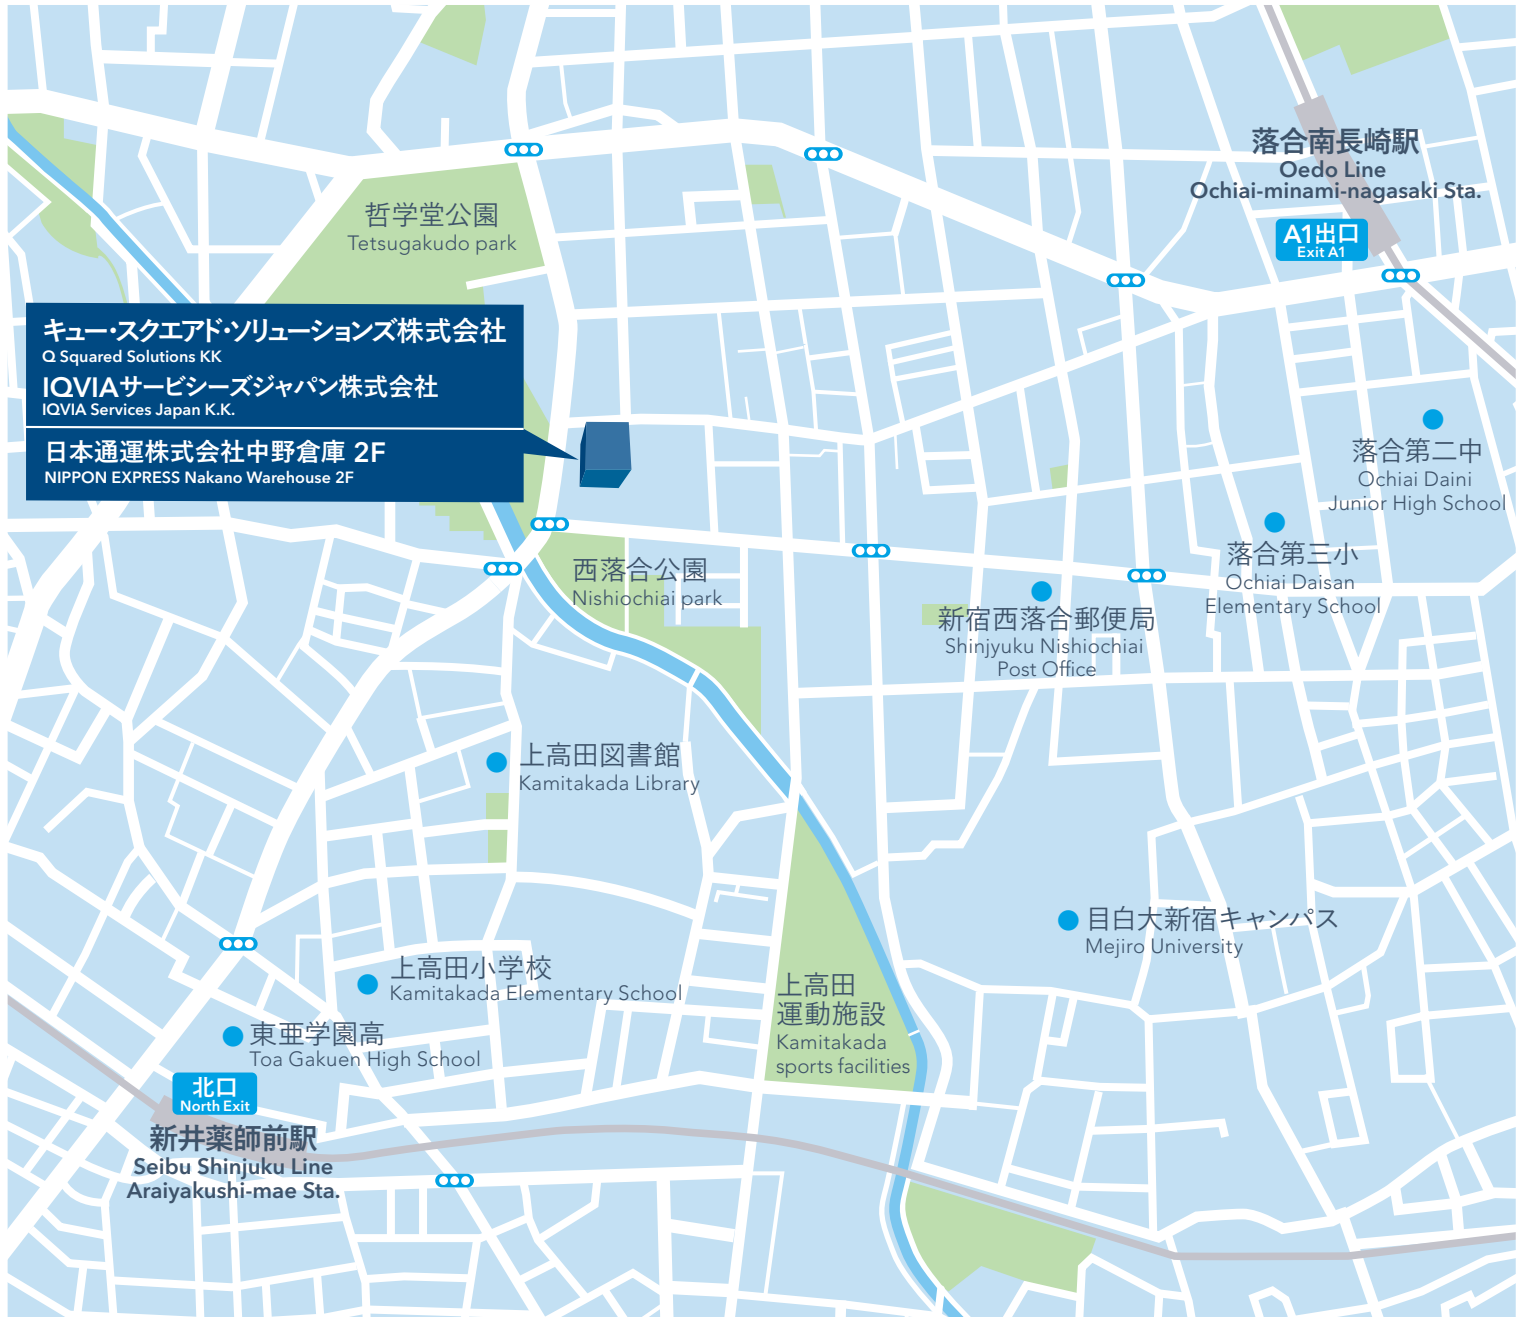 落合南長崎駅
Oedo Line
Ochiai-minami-nagasaki Sta.
A1出口
Exit A1
哲学堂公園
Tetsugakudo park
キュー・スクエアド・ソリューションズ株式会社
Q Squared Solutions KK
IQVIAサービシーズジャパン株式会社
IQVIA Services Japan K.K.
日本通運株式会社中野倉庫 2F
NIPPON EXPRESS Nakano Warehouse 2F
落合第二中
Ochiai Daini
Junior High School
落合第三小
Ochiai Daisan
Elementary School
西落合公園
Nishiochiai park
新宿西落合郵便局
Shinjyuku Nishiochiai
Post Office
上高田図書館
Kamitakada Library
目白大新宿キャンパス
Mejiro University
上高田小学校
Kamitakada Elementary School
上高田
運動施設
Kamitakada
sports facilities
東亜学園高
Toa Gakuen High School
北口
North Exit
新井薬師前駅
Seibu Shinjuku Line
Araiyakushi-mae Sta.